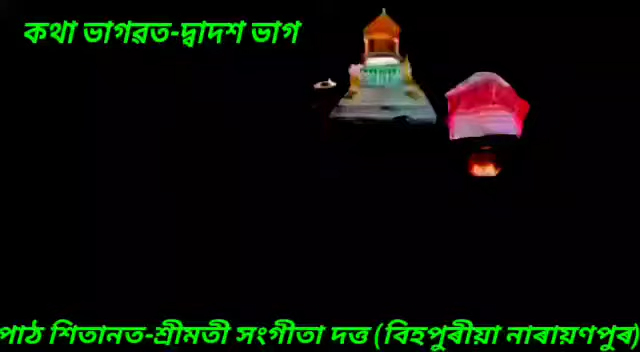 কথা ভাগৱত-দ্বাদশ ভাগ
পাঠ শিতানত-শ্ৰীমতী সংগীতা দত্ত (বিহপুৰীয়া নাৰায়ণপুৰ)